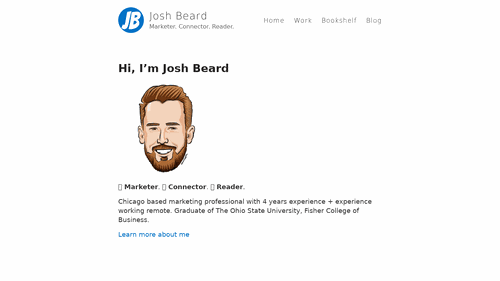 JB
Josh Beard
Marketer. Connector. Reader.
Home Work Bookshelf Blog
Hi, I’m Josh Beard
Marketer. Connector. Reader.
Chicago based marketing professional with 4 years experience + experience
working remote. Graduate of The Ohio State University, Fisher College of
Business.
Learn more about me